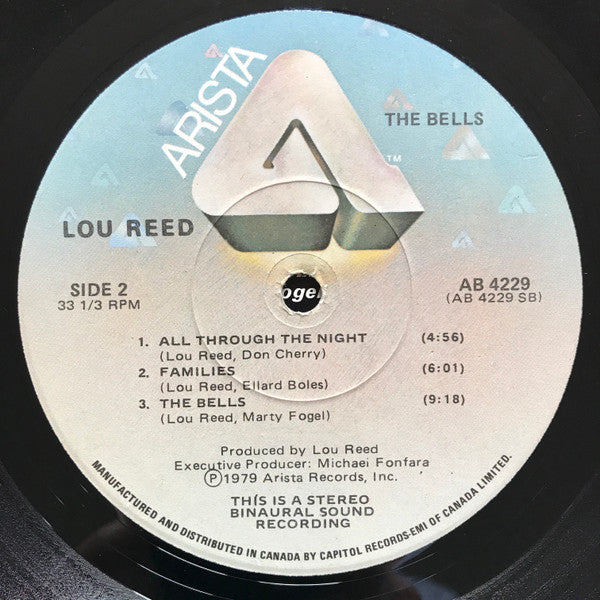 ARISTA
TM
THE BELLS
LOU REED
SIDE 2
33 1/3 RPM
AB 4229
(AB 4229 SB)
ogel
1. ALL THROUGH THE NIGHT (4:56)
(Lou Reed, Don Cherry)
2. FAMILIES (6:01)
(Lou Reed, Ellard Boles)
3. THE BELLS (9:18)
(Lou Reed, Marty Fogel)
Produced by Lou Reed
Executive Producer: Michael Fonfara
Ⓟ1979 Arista Records, Inc.
THIS IS A STEREO
BINAURAL SOUND
RECORDING
MANUFACTURED AND DISTRIBUTED IN CANADA BY CAPITOL RECORDS-EMI OF CANADA LIMITED.